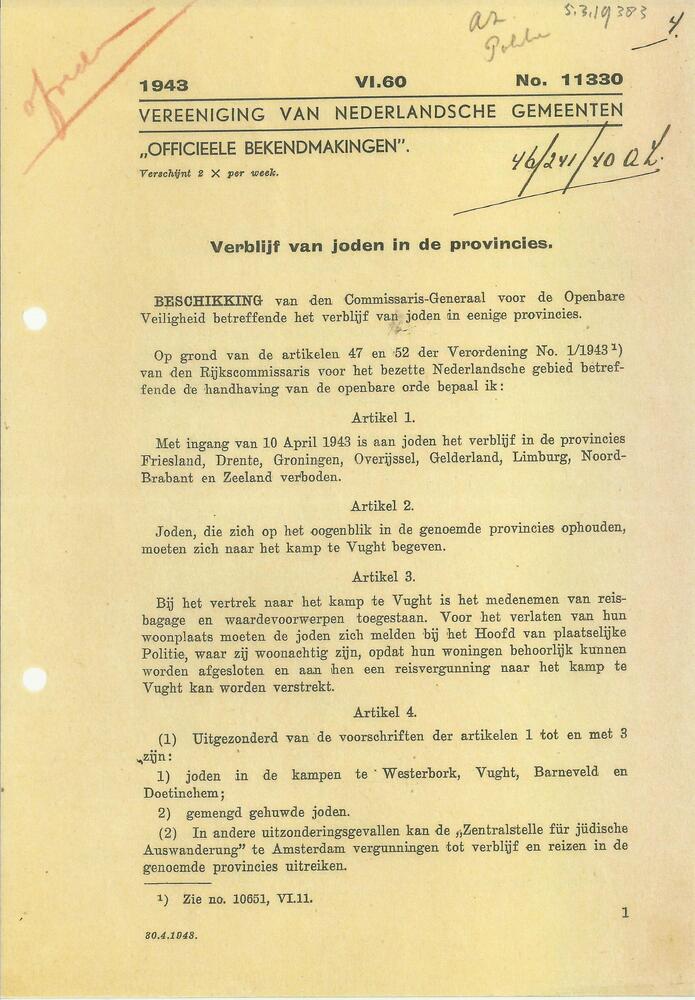 5.3.19383
4.
1943 VI.60 No. 11330
VEREENIGING VAN NEDERLANDSCHE GEMEENTEN
„OFFICIEELE BEKENDMAKINGEN”.
Verschijnt 2 X per week.
46/241/40
Verblijf van joden in de provincies.
BESCHIKKING van den Commissaris-Generaal voor de Openbare
Veiligheid betreffende het verblijf van joden in eenige provincies.
Op grond van de artikelen 47 en 52 der Verordening No. 1/1943 ¹)
van den Rijkscommissaris voor het bezette Nederlandsche gebied betref-
fende de handhaving van de openbare orde bepaal ik:
Artikel 1.
Met ingang van 10 April 1943 is aan joden het verblijf in de provincies
Friesland, Drente, Groningen, Overijssel, Gelderland, Limburg, Noord-
Brabant en Zeeland verboden.
Artikel 2.
Joden, die zich op het oogenblik in de genoemde provincies ophouden,
moeten zich naar het kamp te Vught begeven.
Artikel 3.
Bij het vertrek naar het kamp te Vught is het medenemen van reis-
bagage en waardevoorwerpen toegestaan. Voor het verlaten van hun
woonplaats moeten de joden zich melden bij het Hoofd van plaatselijke
Politie, waar zij woonachtig zijn, opdat hun woningen behoorlijk kunnen
worden afgesloten en aan hen een reisvergunning naar het kamp te
Vught kan worden verstrekt.
Artikel 4.
(1) Uitgezonderd van de voorschriften der artikelen 1 tot en met 3
zijn:
1) joden in de kampen te Westerbork, Vught, Barneveld en
Doetinchem;
2) gemengd gehuwde joden.
(2) In andere uitzonderingsgevallen kan de „Zentralstelle für jüdische
Auswanderung” te Amsterdam vergunningen tot verblijf en reizen in de
genoemde provincies uitreiken.
¹) Zie no. 10651, VI.11.
1
30.4.1943.